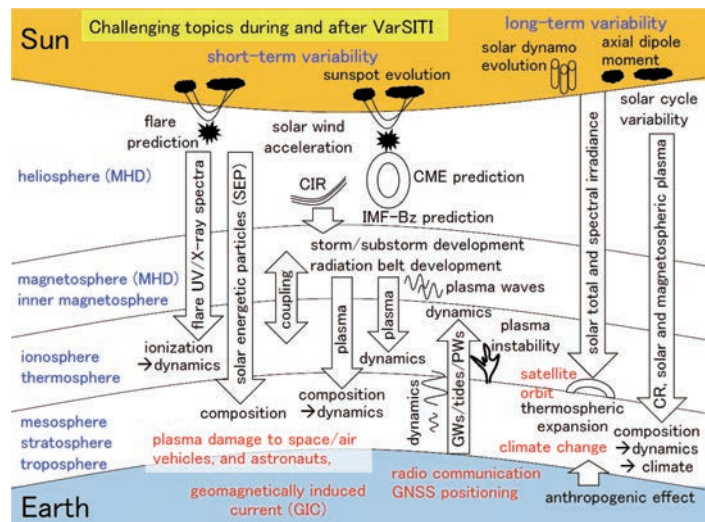 Sun
Challenging topics during and after VarSITI
long-term variability
short-term variability
sunspot evolution
solar dynamo
evolution
axial dipole
moment
flare
prediction
solar wind
acceleration
solar cycle
variability
heliosphere (MHD)
CIR
CME prediction
IMF-Bz prediction
flare UV/X-ray spectra
solar energetic particles (SEP)
solar total and spectral irradiance
CR, solar and magnetospheric plasma
storm/substorm development
radiation belt development
magnetosphere (MHD)
inner magnetosphere
coupling
plasma waves
plasma
plasma
dynamics
plasma
instability
ionosphere
thermosphere
ionization
→dynamics
dynamics
GWs/tides/PWs
dynamics
satellite
orbit
thermospheric
expansion
composition
composition
→dynamics
mesosphere
stratosphere
troposphere
plasma damage to space/air
vehicles, and astronauts,
climate change
composition
→dynamics
→ climate
radio communication
GNSS positioning
geomagnetically induced
current (GIC)
anthropogenic effect
Earth